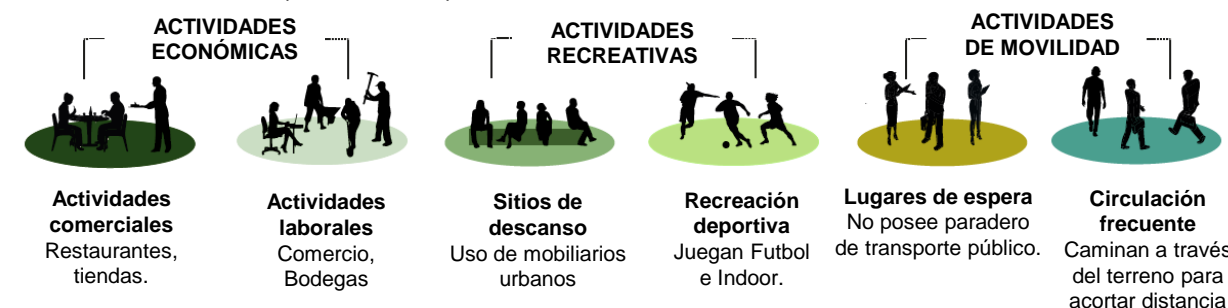 ACTIVIDADES
ECONÓMICAS
ACTIVIDADES
RECREATIVAS
ACTIVIDADES
DE MOVILIDAD
Actividades
comerciales
Restaurantes,
tiendas.
Actividades
laborales
Comercio,
Bodegas
Sitios de
descanso
Uso de mobiliarios
urbanos
Recreación
deportiva
Juegan Futbol
e Indoor.
Lugares de espera
No posee paradero
de transporte público.
Circulación
frecuente
Caminan a través
del terreno para
acortar distancia